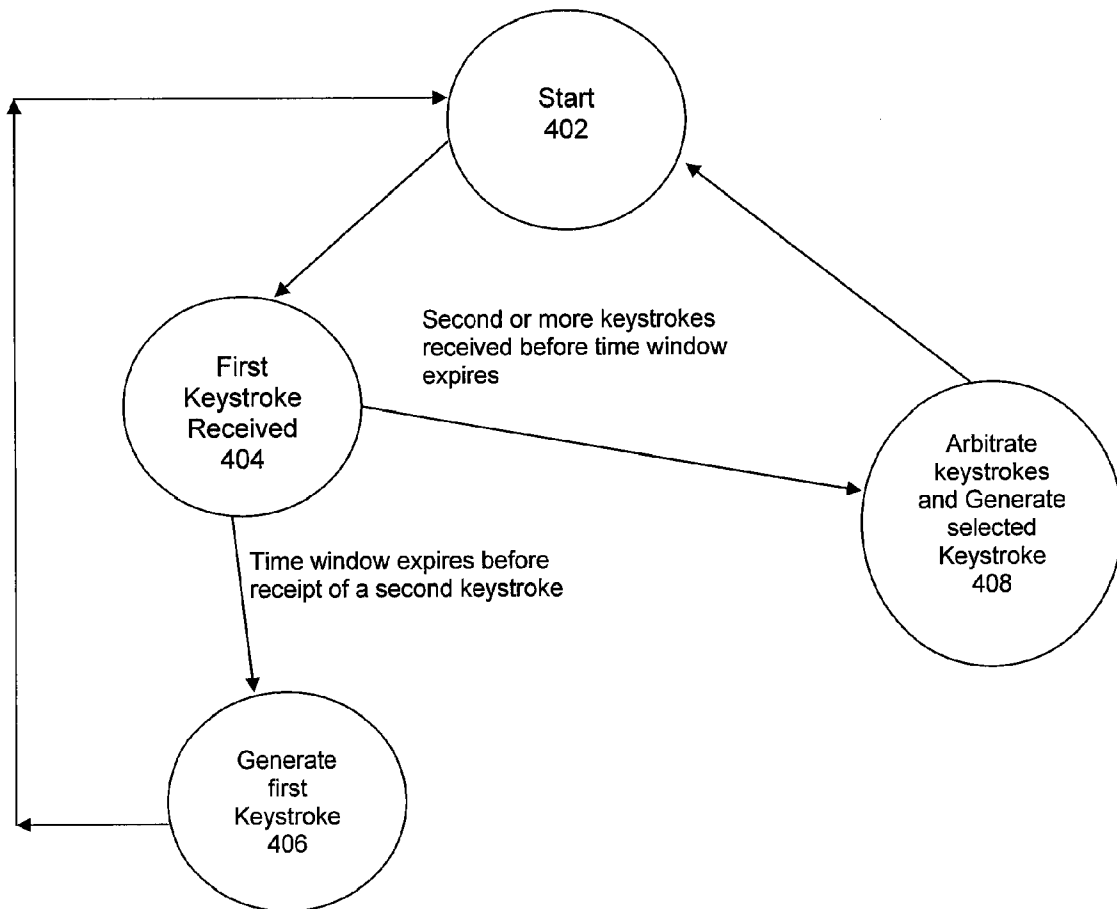 Start
402
Second or more keystrokes
received before time window
expires
First
Keystroke
Received
404
Arbitrate
keystrokes
and Generate
selected
Keystroke
408
Time window expires before
receipt of a second keystroke
Generate
first
Keystroke
406